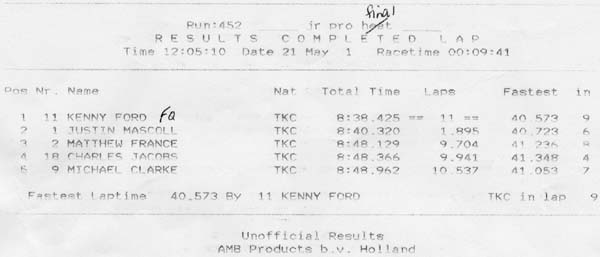 final
Run:452 jr pro heat
RESULTS COMPLETED LAP
Time 12:05:10 Date 21 May 1 Racetime 00:09:41
Pos Nr. Name Nat Total Time Laps Fastest in
1 11 KENNY FORD FQ TKC 8:38.425 == 11 == 40.573 9
2 1 JUSTIN MASCOLL TKC 8:40.320 1.895 40.723 6
3 2 MATTHEW FRANCE TKC 8:48.129 9.704 41.236 8
4 18 CHARLES JACOBS TKC 8:48.366 9.941 41.348 4
5 9 MICHAEL CLARKE TKC 8:48.962 10.537 41.053 7
Fastest Laptime 40.573 By 11 KENNY FORD TKC in lap 9
Unofficial Results
AMB Products b.v. Holland